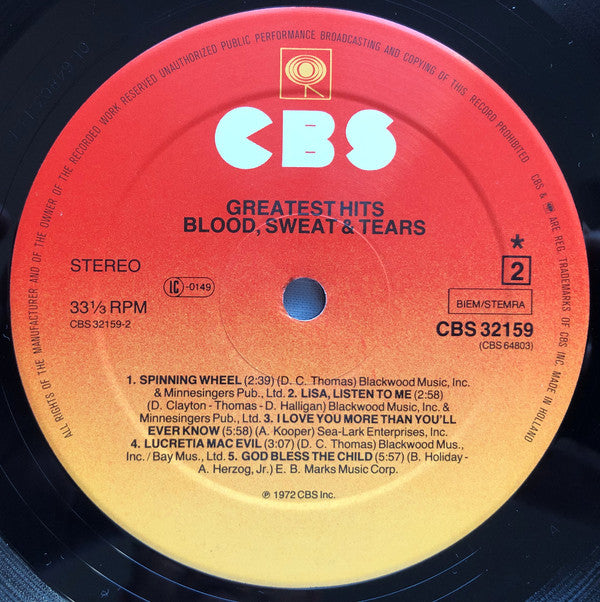 ALL RIGHTS OF THE MANUFACTURER AND OF THE OWNER OF THE RECORDED WORK RESERVED UNAUTHORIZED PUBLIC PERFORMANCE BROADCASTING AND COPYING OF THIS RECORD PROHIBITED
CBS & ARE REG. TRADEMARKS OF CBS INC. MADE IN HOLLAND
CBS
GREATEST HITS
BLOOD, SWEAT & TEARS
STEREO
LC-0149
*
2
33⅓ RPM
CBS 32159-2
BIEM/STEMRA
CBS 32159
(CBS 64803)
1. SPINNING WHEEL (2:39) (D. C. Thomas) Blackwood Music, Inc.
& Minnesingers Pub., Ltd. 2. LISA, LISTEN TO ME (2:58)
(D. Clayton - Thomas - D. Halligan) Blackwood Music, Inc.
& Minnesingers Pub., Ltd. 3. I LOVE YOU MORE THAN YOU'LL
EVER KNOW (5:58) (A. Kooper) Sea-Lark Enterprises, Inc.
4. LUCRETIA MAC EVIL (3:07) (D. C. Thomas) Blackwood Mus.,
Inc. / Bay Mus., Ltd. 5. GOD BLESS THE CHILD (5:57) (B. Holiday -
A. Herzog, Jr.) E. B. Marks Music Corp.
℗ 1972 CBS Inc.